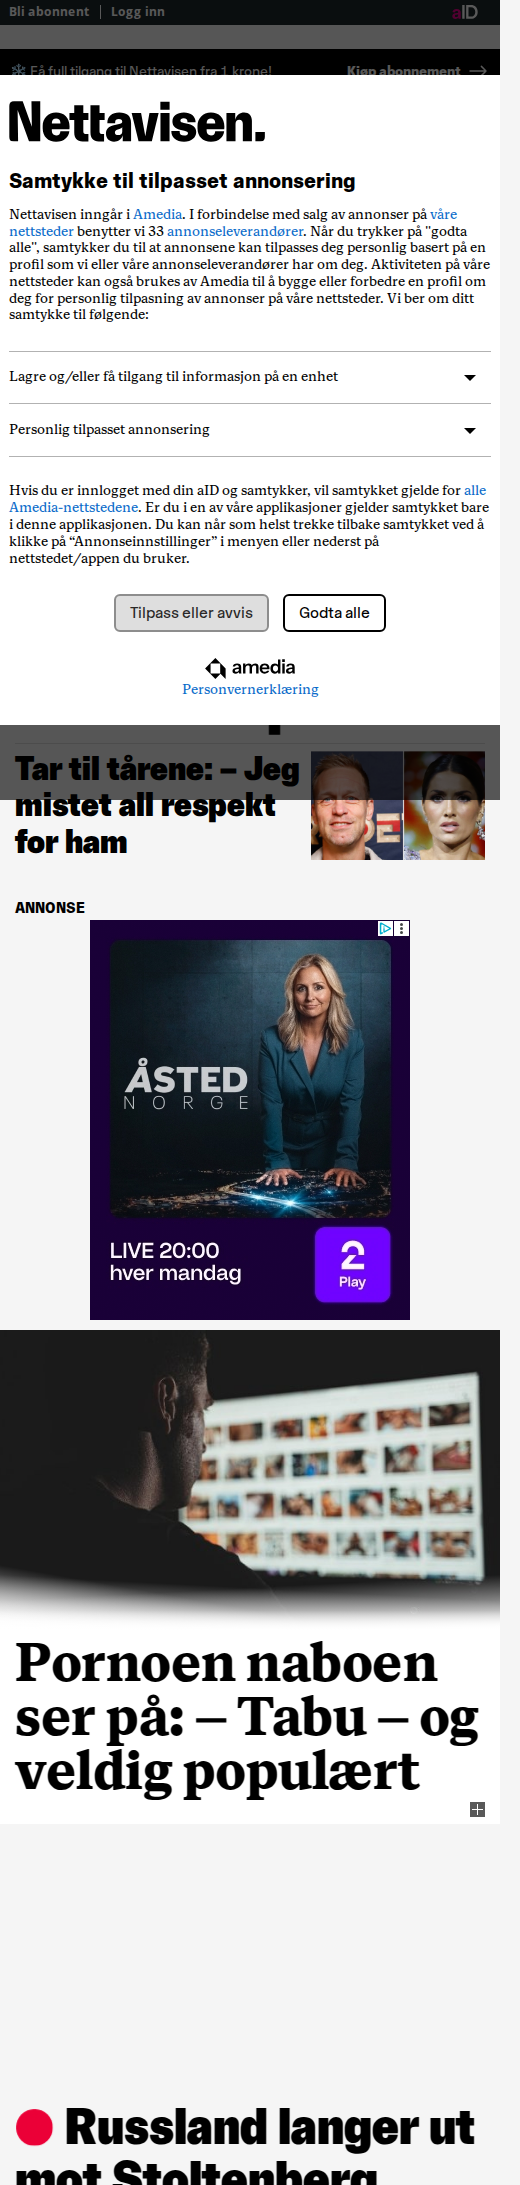 Bli abonnent | Logg inn aID
Få full tilgang til Nettavisen fra 1 krone! Kjøp abonnement
Nettavisen.
Samtykke til tilpasset annonsering
Nettavisen inngår i Amedia. I forbindelse med salg av annonser på våre
nettsteder benytter vi 33 annonseleverandører. Når du trykker på "godta
alle", samtykker du til at annonsene kan tilpasses deg personlig basert på en
profil som vi eller våre annonseleverandører har om deg. Aktiviteten på våre
nettsteder kan også brukes av Amedia til å bygge eller forbedre en profil om
deg for personlig tilpasning av annonser på våre nettsteder. Vi ber om ditt
samtykke til følgende:
Lagre og/eller få tilgang til informasjon på en enhet
Personlig tilpasset annonsering
Hvis du er innlogget med din aID og samtykker, vil samtykket gjelde for alle
Amedia-nettstedene. Er du i en av våre applikasjoner gjelder samtykket bare
i denne applikasjonen. Du kan når som helst trekke tilbake samtykket ved å
klikke på “Annonseinnstillinger” i menyen eller nederst på
nettstedet/appen du bruker.
Tilpass eller avvis Godta alle
amedia
Personvernerklæring
Tar til tårene: – Jeg
mistet all respekt
for ham
ANNONSE
ÅSTED
NORGE
LIVE 20:00
hver mandag
2
Play
Pornoen naboen
ser på: – Tabu – og
veldig populært
Russland langer ut
mot Stoltenberg